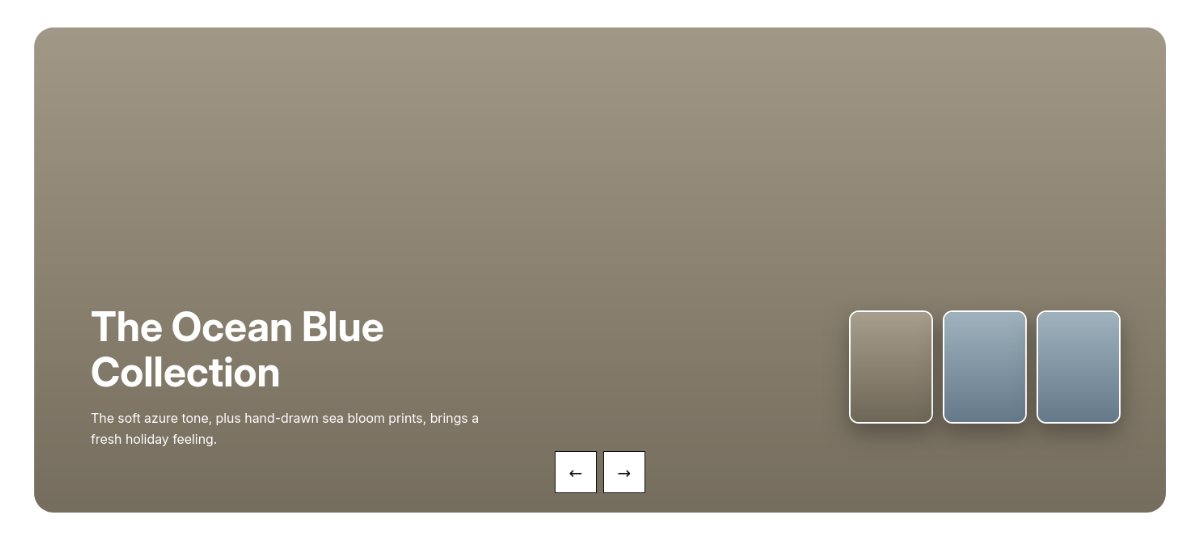 The Ocean Blue
Collection
The soft azure tone, plus hand-drawn sea bloom prints, brings a
fresh holiday feeling.
← →